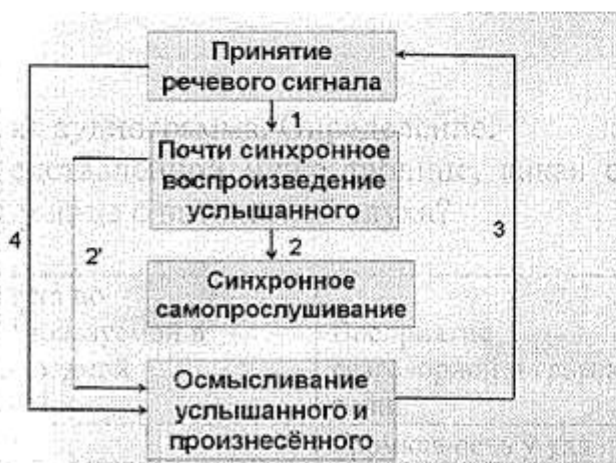 Принятие
речевого сигнала
1
Почти синхронное
воспроизведение
услышанного
4
2'
2
3
Синхронное
самопрослушивание
Осмысливание
услышанного и
произнесённого